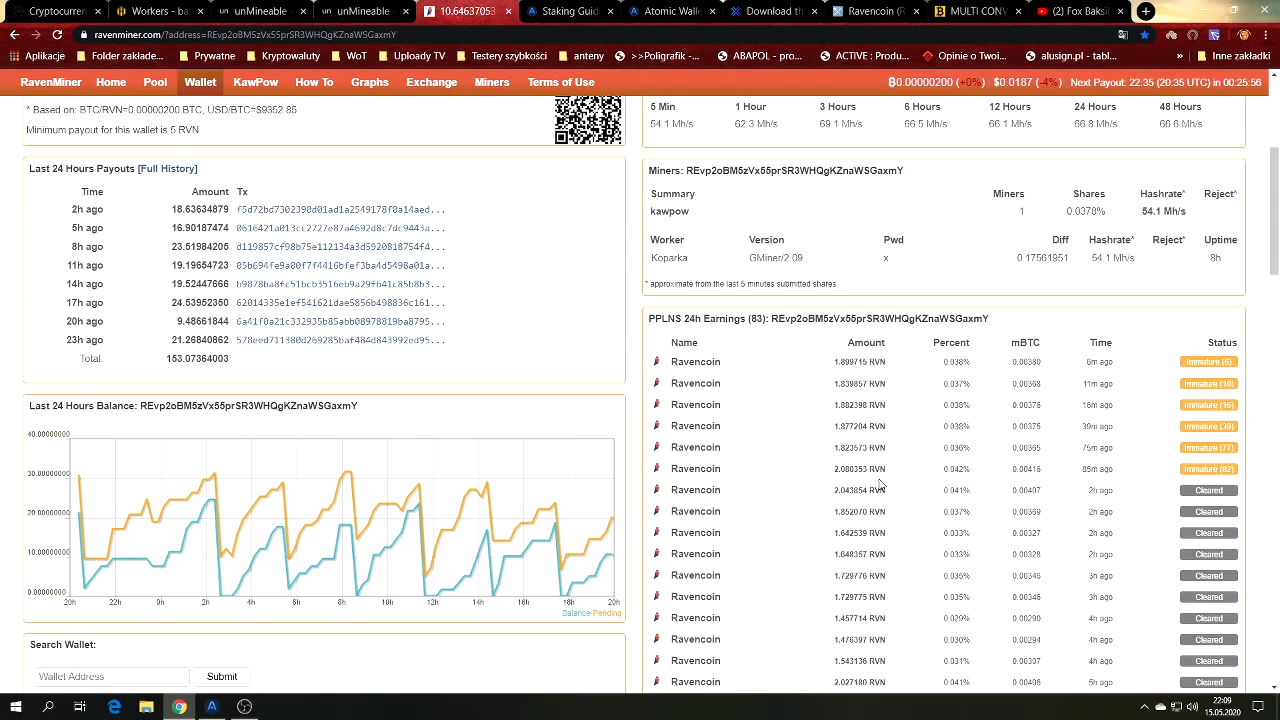 Cryptocurren
Workers - ba
unMineable -
unMineable -
10.64637053
Staking Guid
Atomic Walle
Download th
Ravencoin (R
MULTI CONV
(2) Fox Baksi
ravenminer.com/?address=REvp2oBM5zVx55prSR3WHQgKZnaWSGaxmY
Aplikacje
Folder załadek...
Prywatne
Kryptowaluty
WoT
Uploady TV
Testery szybkości
anteny
>>Poligrafik -...
ABAPOL - pro...
ACTIVE : Produ...
Opinie o Twoi...
alusign.pl - tabl...
»
Inne zakładki
RavenMiner
Home
Pool
Wallet
KawPow
How To
Graphs
Exchange
Miners
Terms of Use
₿0.00000200 (+0%)
$0.0187 (-4%)
Next Payout: 22:35 (20:35 UTC) in 00:25:56
^ Based on: BTC/RVN=0.00000200 BTC, USD/BTC=$9352.85
Minimum payout for this wallet is 5 RVN
5 Min 1 Hour 3 Hours 6 Hours 12 Hours 24 Hours 48 Hours
54.1 Mh/s 62.3 Mh/s 69.1 Mh/s 66.5 Mh/s 66.1 Mh/s 66.8 Mh/s 66.6 Mh/s
Last 24 Hours Payouts [Full History]
Time Amount Tx
2h ago 18.63634879 f5d72bd7302390d01ad1a2549178f0a14aed...
5h ago 16.90187474 0616421a013cc2727e87a4692d8c7dc9443a...
8h ago 23.51984205 d119857cf98b75e112134a3d5920818754f4...
11h ago 19.19654723 05b694fe9a00f7f4416bfef3ba4d5498a01a...
14h ago 19.52447666 b9878ba8fc51bcb3516eb9a29fb41c85b8b3...
17h ago 24.53952350 62014335e1ef541621dae5856b498836c161...
20h ago 9.48661844 6a41f0a21c332935b85abb08978819ba8795...
23h ago 21.26840862 578eed711380d269285baf484d843992ed95...
Total: 153.07364003
Miners: REvp2oBM5zVx55prSR3WHQgKZnaWSGaxmY
Summary Miners Shares Hashrate^ Reject^
kawpow 1 0.0378% 54.1 Mh/s
Worker Version Pwd Diff Hashrate^ Reject^ Uptime
Koparka GMiner/2.09 x 0.17561951 54.1 Mh/s 8h
* approximate from the last 5 minutes submitted shares
PPLNS 24h Earnings (83): REvp2oBM5zVx55prSR3WHQgKZnaWSGaxmY
Name Amount Percent mBTC Time Status
Ravencoin 1.899715 RVN 0.038% 0.00380 6m ago Immature (6)
Ravencoin 1.839857 RVN 0.037% 0.00368 11m ago Immature (10)
Ravencoin 1.882398 RVN 0.038% 0.00376 16m ago Immature (16)
Ravencoin 1.877204 RVN 0.038% 0.00375 39m ago Immature (39)
Ravencoin 1.823573 RVN 0.036% 0.00365 75m ago Immature (77)
Ravencoin 2.080353 RVN 0.042% 0.00416 85m ago Immature (82)
Ravencoin 2.043854 RVN 0.041% 0.00407 2h ago Cleared
Ravencoin 1.852070 RVN 0.037% 0.00369 2h ago Cleared
Ravencoin 1.642539 RVN 0.033% 0.00327 2h ago Cleared
Ravencoin 1.648357 RVN 0.033% 0.00328 2h ago Cleared
Ravencoin 1.729776 RVN 0.035% 0.00346 3h ago Cleared
Ravencoin 1.729775 RVN 0.035% 0.00346 3h ago Cleared
Ravencoin 1.457714 RVN 0.029% 0.00290 4h ago Cleared
Ravencoin 1.476397 RVN 0.030% 0.00294 4h ago Cleared
Ravencoin 1.543136 RVN 0.031% 0.00307 4h ago Cleared
Ravencoin 2.027180 RVN 0.041% 0.00406 5h ago Cleared
Last 24 Hours Balance: REvp2oBM5zVx55prSR3WHQgKZnaWSGaxmY
40.00000000
30.00000000
20.00000000
10.00000000
0.00000000
20h 22h 0h 2h 4h 6h 8h 10h 12h 14h 16h 18h 20h
Balance Pending
Search Wallet:
Wallet Address
Submit
22:09
15.05.2020